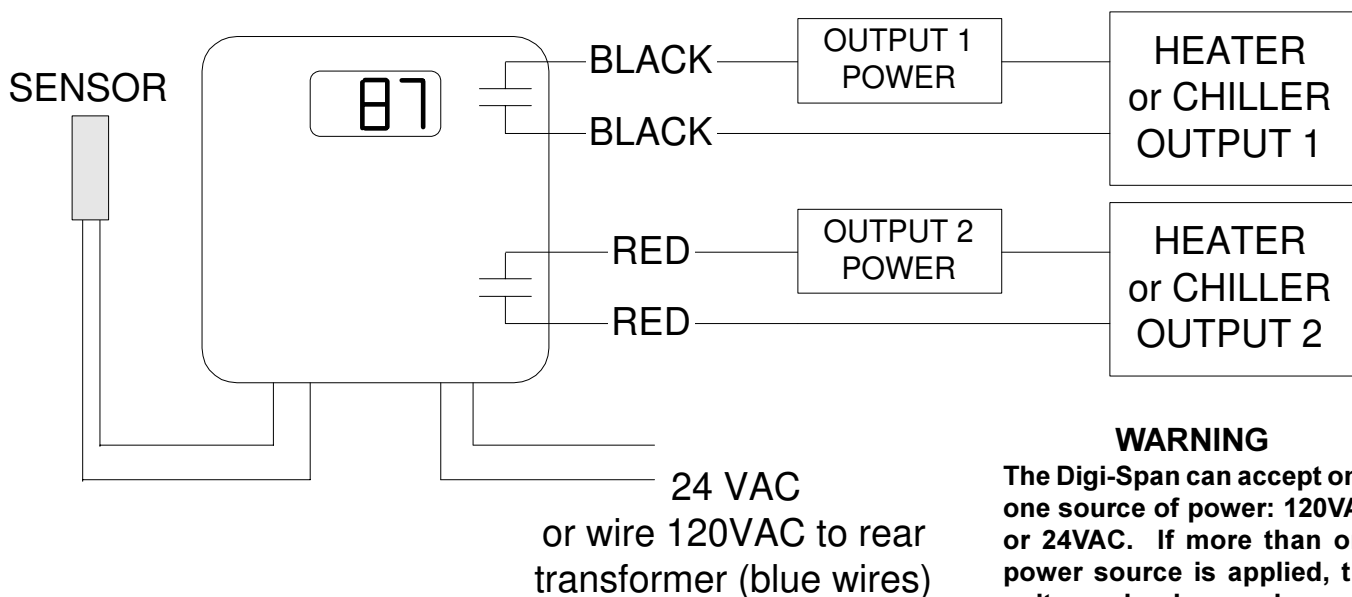 SENSOR
87
BLACK
OUTPUT 1
POWER
BLACK
HEATER
or CHILLER
OUTPUT 1
RED
OUTPUT 2
POWER
RED
HEATER
or CHILLER
OUTPUT 2
24 VAC
or wire 120VAC to rear
transformer (blue wires)
WARNING
The Digi-Span can accept
one source of power:
or 24VAC. If more than
power source is applied,